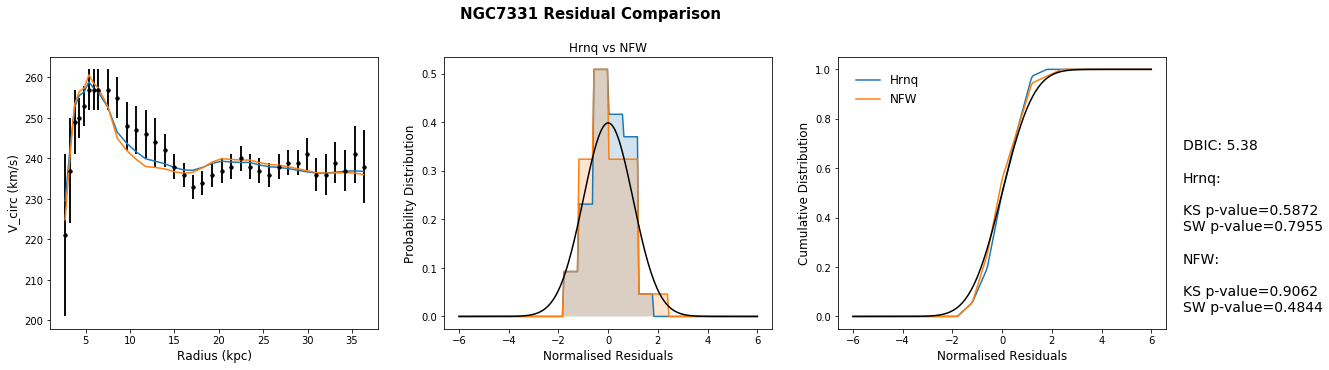 NGC7331 Residual Comparison
V_circ (km/s)
260
250
240
230
220
210
200
5
10
15
20
25
30
35
Radius (kpc)
Hrnq vs NFW
Probability Distribution
0.5
0.4
0.3
0.2
0.1
0.0
−6
−4
−2
0
2
4
6
Normalised Residuals
Cumulative Distribution
1.0
0.8
0.6
0.4
0.2
0.0
Hrnq
NFW
−6
−4
−2
0
2
4
6
Normalised Residuals
DBIC: 5.38
Hrnq:
KS p-value=0.5872
SW p-value=0.7955
NFW:
KS p-value=0.9062
SW p-value=0.4844